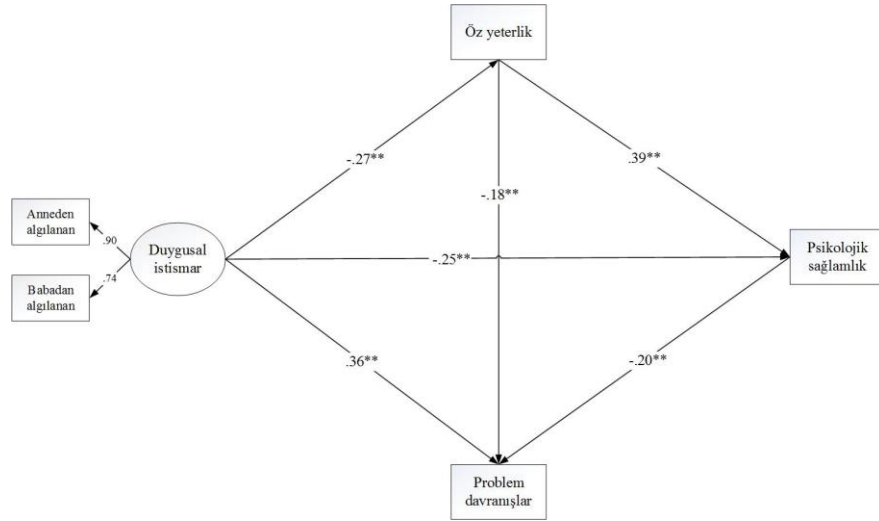 Öz yeterlik
-.27**
.39**
-.18**
Anneden
algılanan
.90
Duygusal
istismar
-.25**
Psikolojik
sağlamlık
.74
Babadan
algılanan
.36**
-.20**
Problem
davranışlar